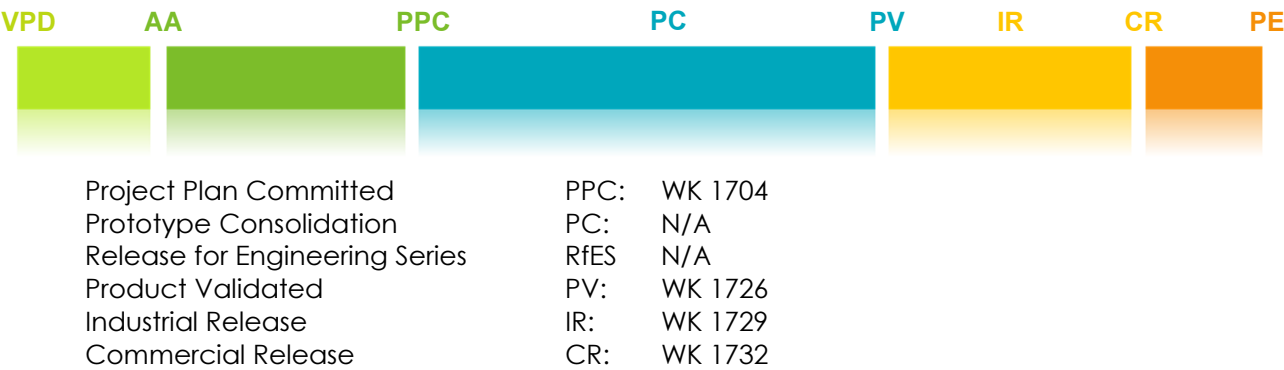 VPD AA PPC PC PV IR CR PE
Project Plan Committed PPC: WK 1704
Prototype Consolidation PC: N/A
Release for Engineering Series RfES N/A
Product Validated PV: WK 1726
Industrial Release IR: WK 1729
Commercial Release CR: WK 1732